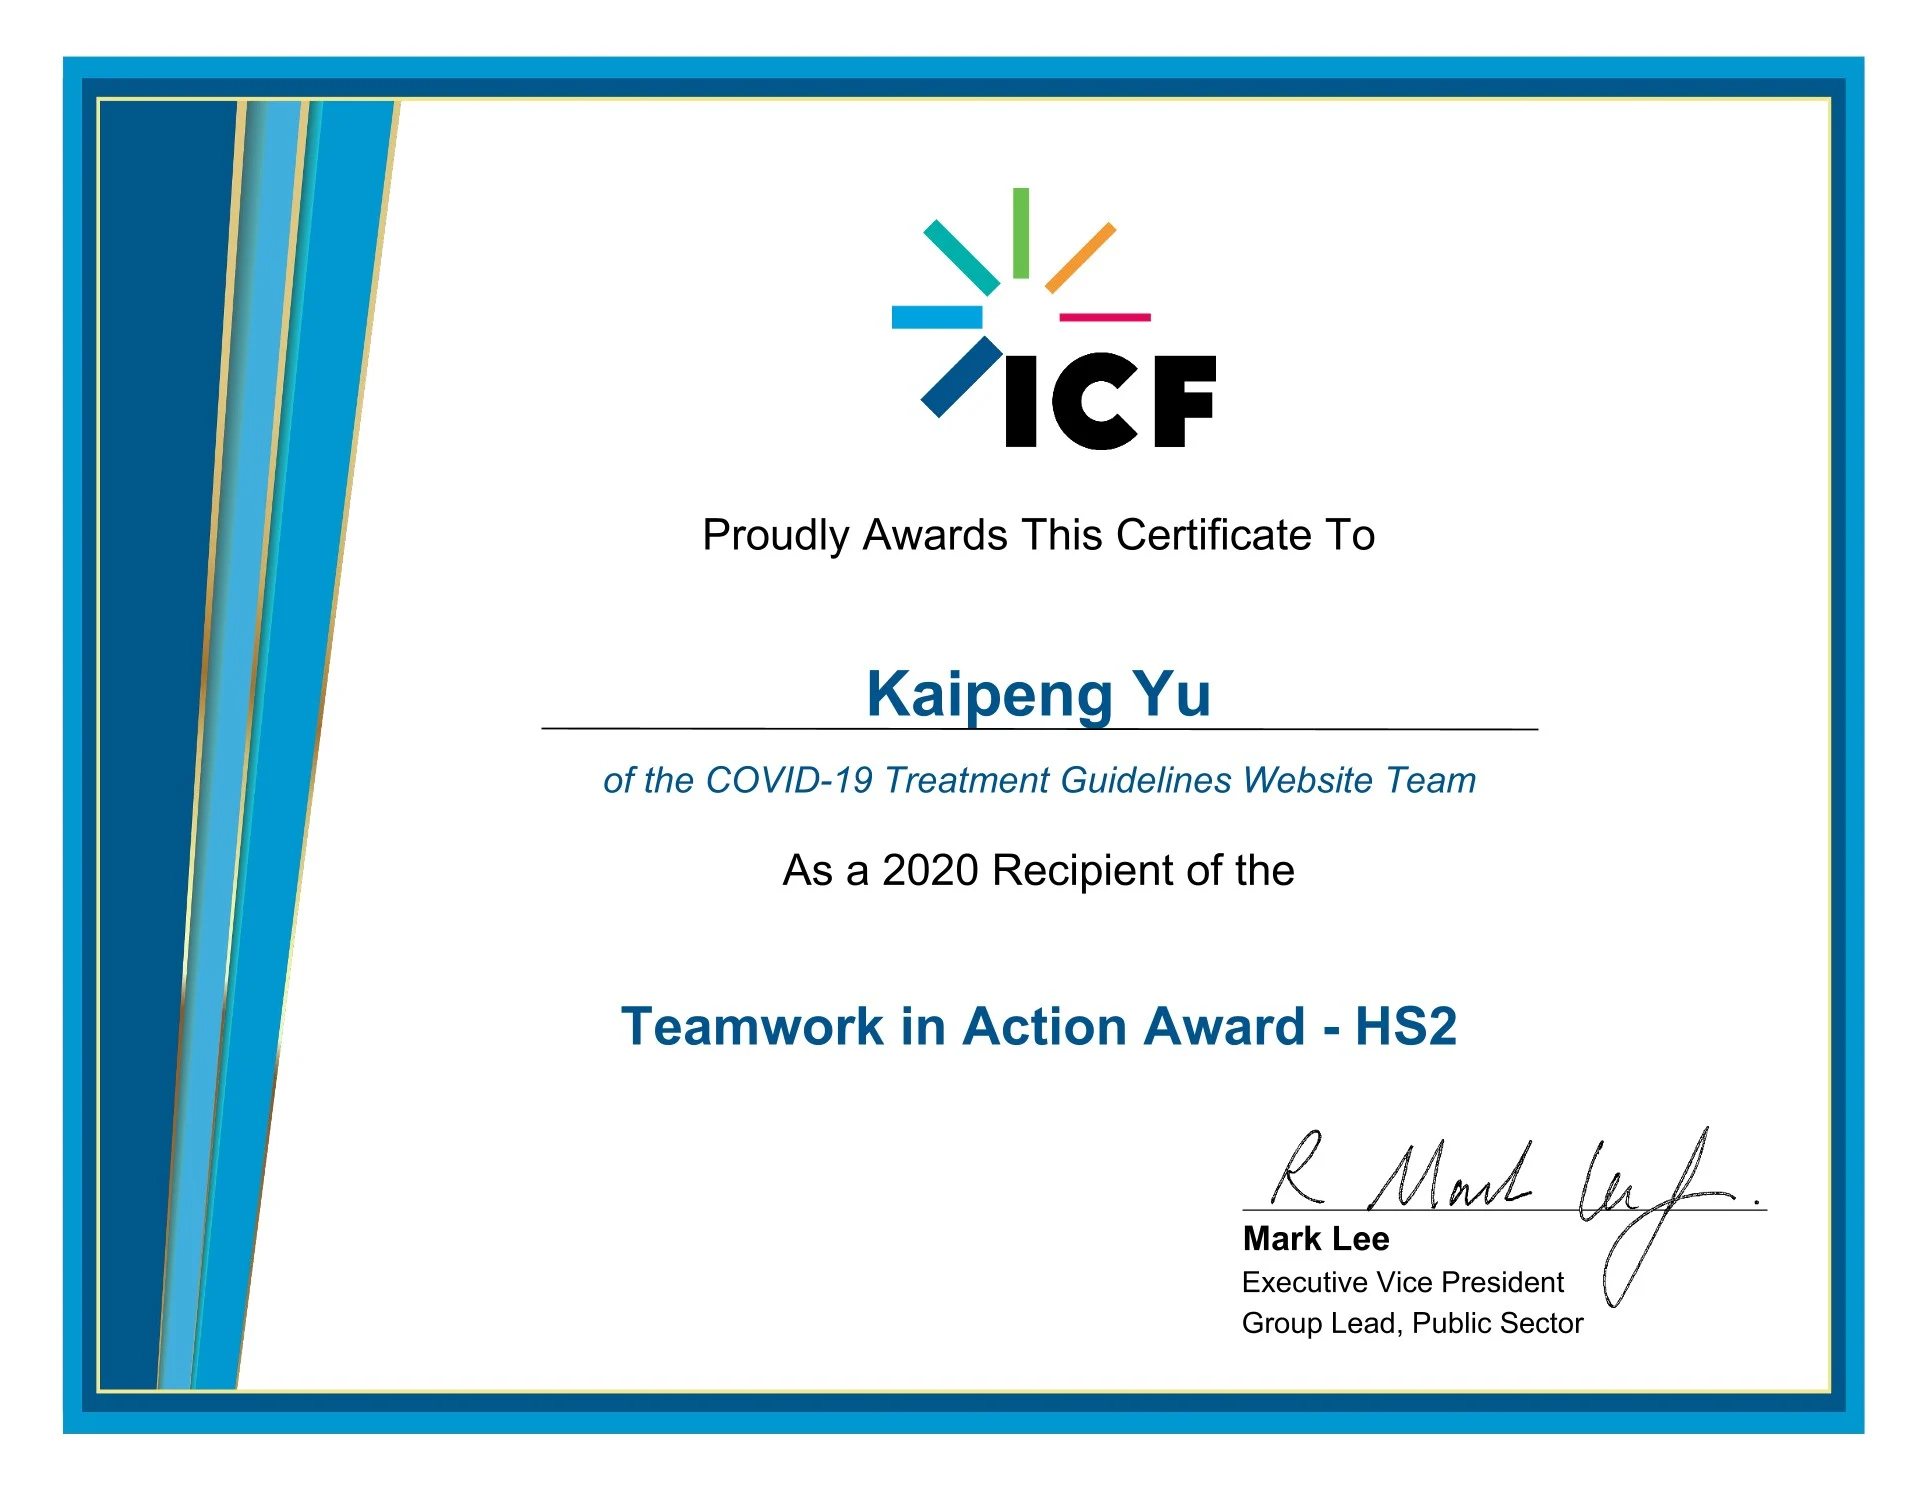 ICF
Proudly Awards This Certificate To
Kaipeng Yu
of the COVID-19 Treatment Guidelines Website Team
As a 2020 Recipient of the
Teamwork in Action Award - HS2
R Mark Lee
Mark Lee
Executive Vice President
Group Lead, Public Sector